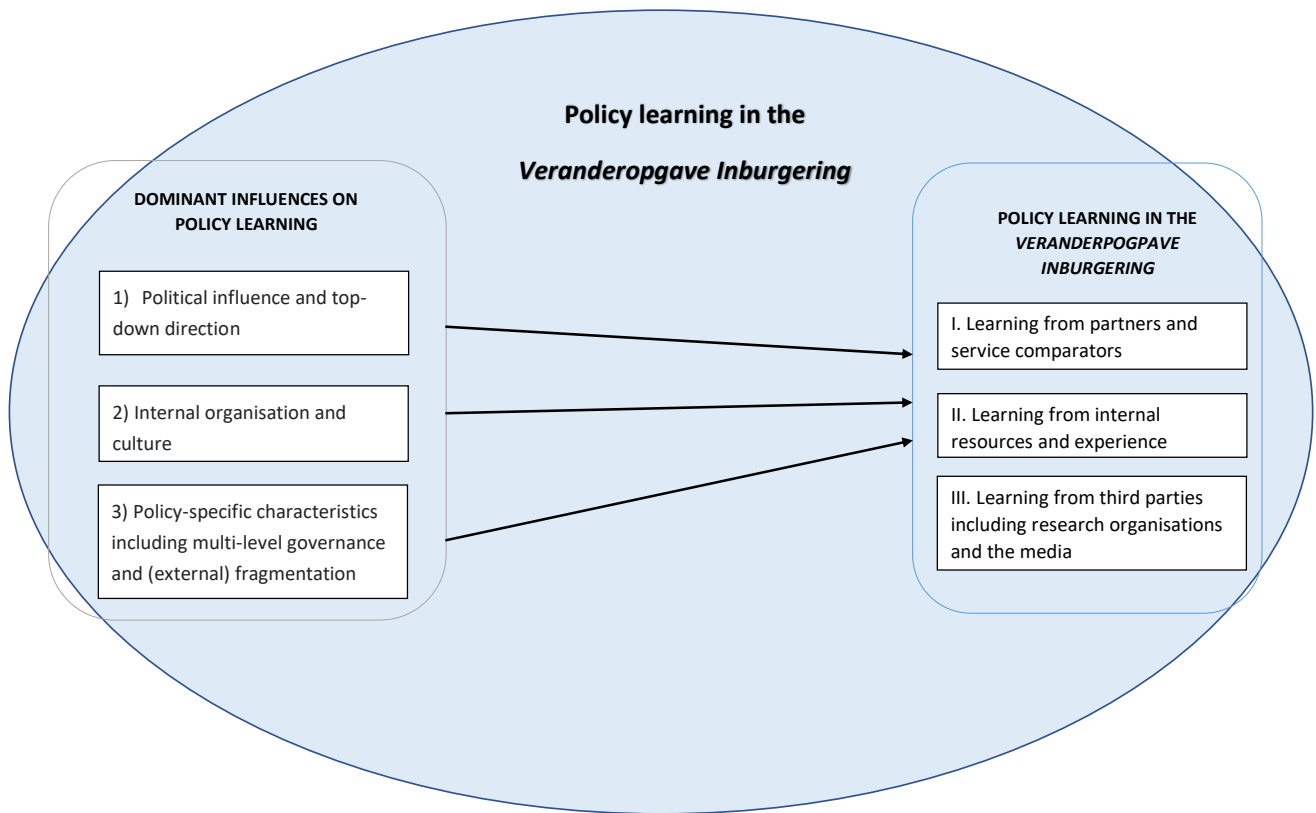 Policy learning in the
Veranderopgave Inburgering
DOMINANT INFLUENCES ON
POLICY LEARNING
1) Political influence and top-
down direction
2) Internal organisation and
culture
3) Policy-specific characteristics
including multi-level governance
and (external) fragmentation
POLICY LEARNING IN THE
VERANDERPOGPAVE
INBURGERING
I. Learning from partners and
service comparators
II. Learning from internal
resources and experience
III. Learning from third parties
including research organisations
and the media